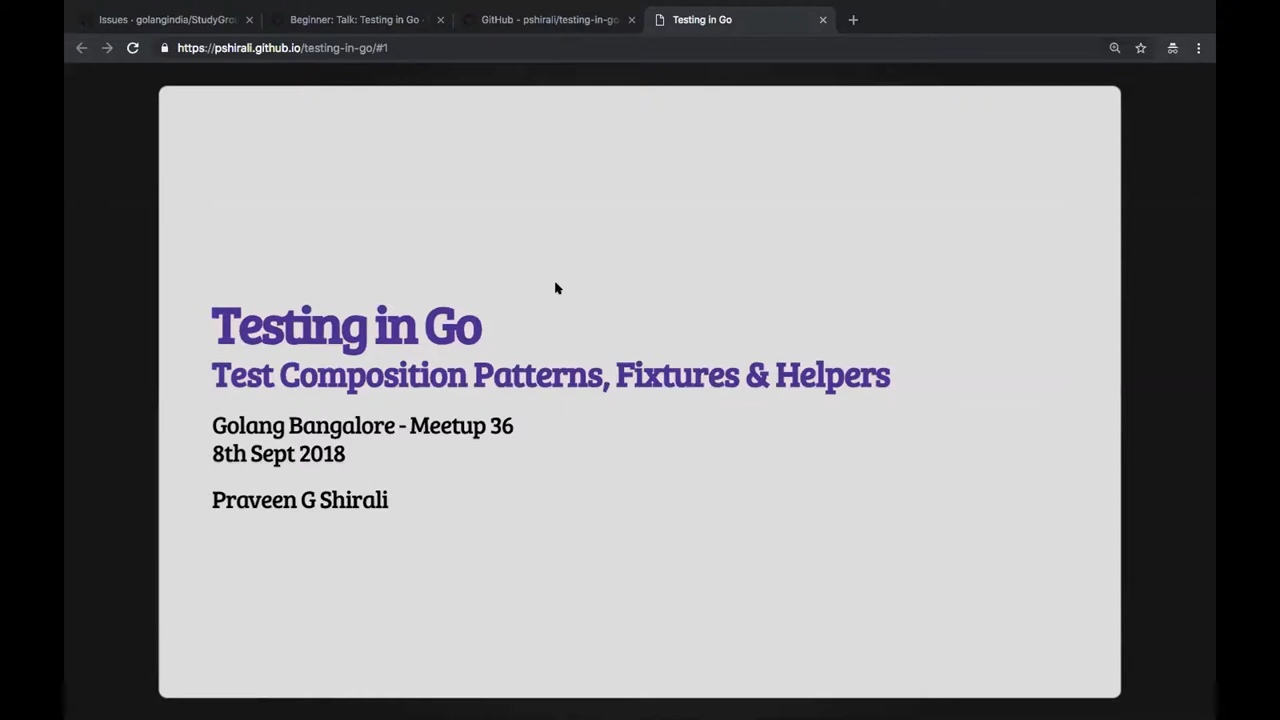 Issues · golangindia/StudyGrou
Beginner: Talk: Testing in Go ·
GitHub - pshirali/testing-in-go
Testing in Go
https://pshirali.github.io/testing-in-go/#1
Testing in Go
Test Composition Patterns, Fixtures & Helpers
Golang Bangalore - Meetup 36
8th Sept 2018
Praveen G Shirali